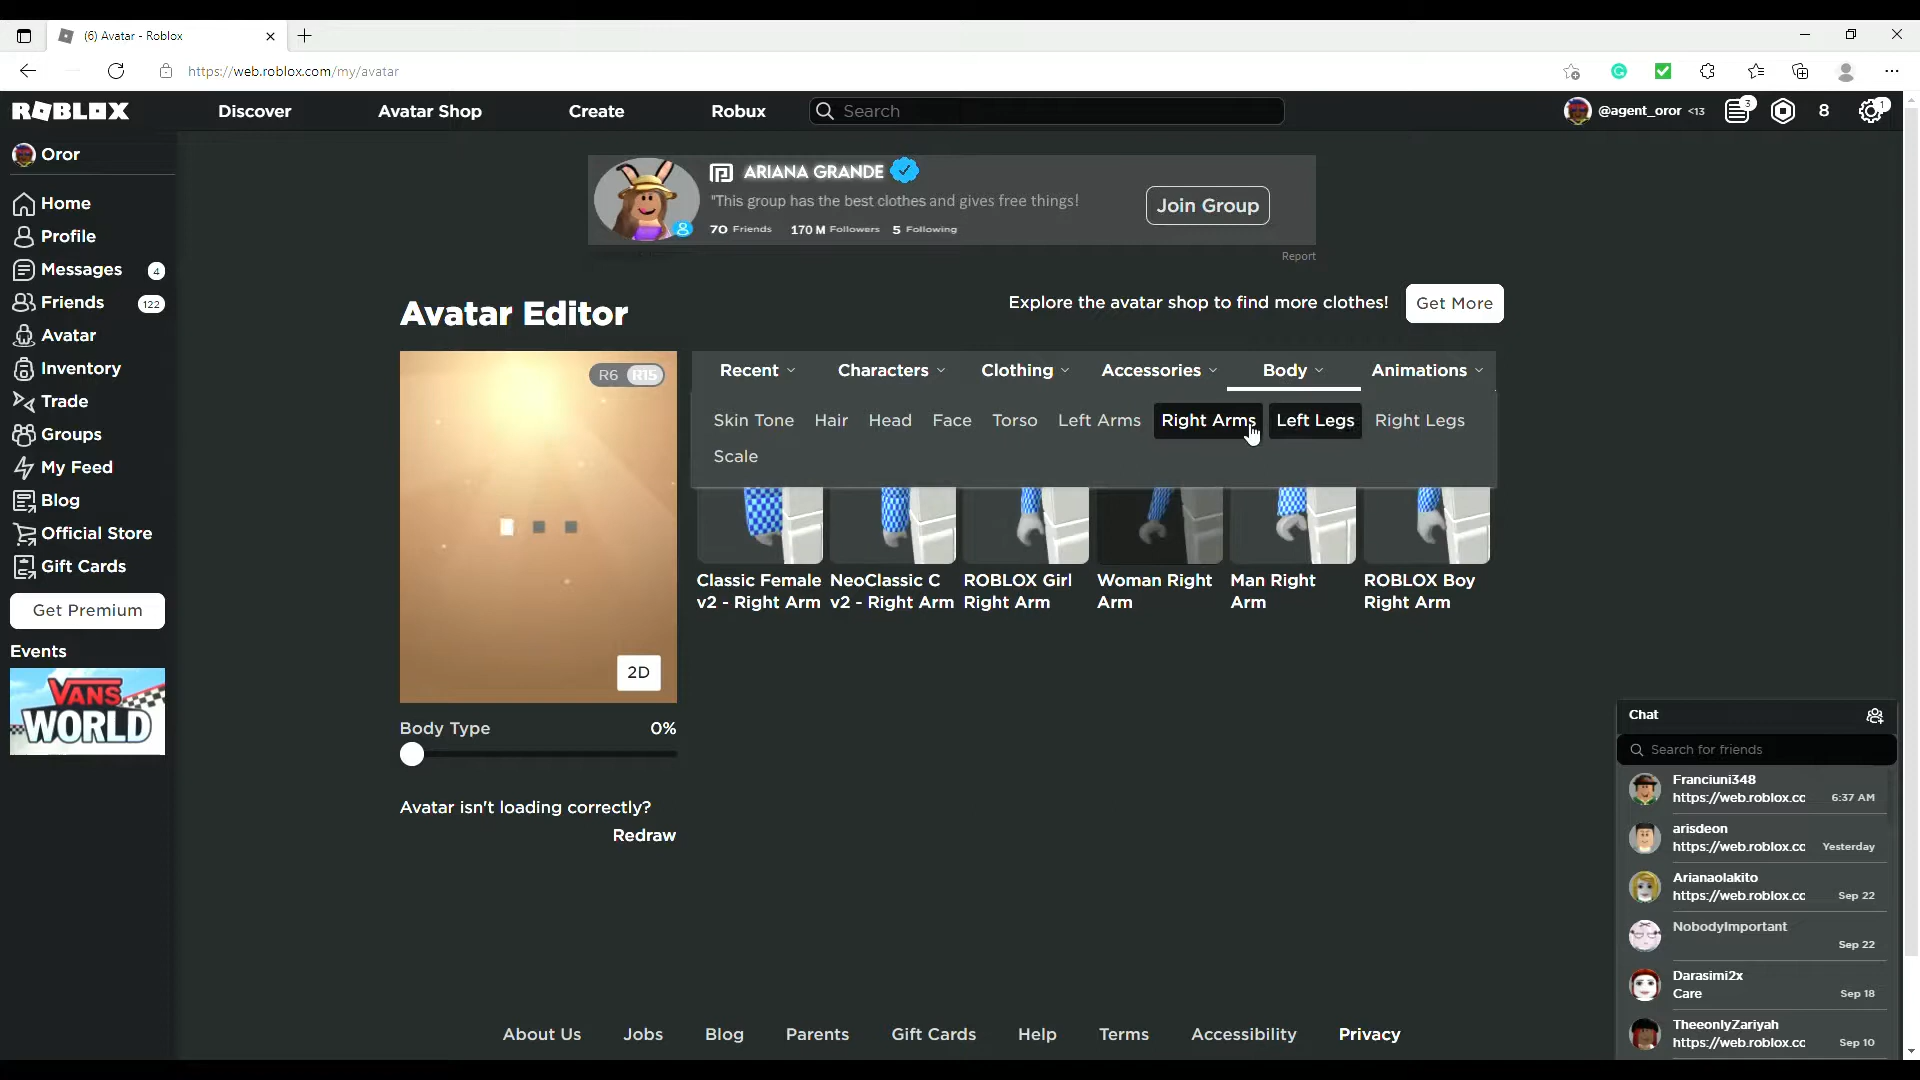 (6) Avatar - Roblox
https://web.roblox.com/my/avatar
ROBLOX
Discover
Avatar Shop
Create
Robux
Search
@agent_oror <13
3
8
1
Oror
Home
Profile
Messages 4
Friends 122
Avatar
Inventory
Trade
Groups
My Feed
Blog
Official Store
Gift Cards
Get Premium
Events
VANS
WORLD
ARIANA GRANDE
"This group has the best clothes and gives free things!
70 Friends 170 M Followers 5 Following
Join Group
Report
Avatar Editor
Explore the avatar shop to find more clothes!
Get More
R6 R15
2D
Body Type 0%
Avatar isn't loading correctly?
Redraw
Recent
Characters
Clothing
Accessories
Body
Animations
Skin Tone Hair Head Face Torso Left Arms Right Arms Left Legs Right Legs
Scale
Classic Female
v2 - Right Arm
NeoClassic C
v2 - Right Arm
ROBLOX Girl
Right Arm
Woman Right
Arm
Man Right
Arm
ROBLOX Boy
Right Arm
Chat
Search for friends
Franciuni348
https://web.roblox.cc 6:37 AM
arisdeon
https://web.roblox.cc Yesterday
Arianaolakito
https://web.roblox.cc Sep 22
NobodyImportant
Sep 22
Darasimi2x
Care Sep 18
TheeonlyZariyah
https://web.roblox.cc Sep 10
About Us
Jobs
Blog
Parents
Gift Cards
Help
Terms
Accessibility
Privacy